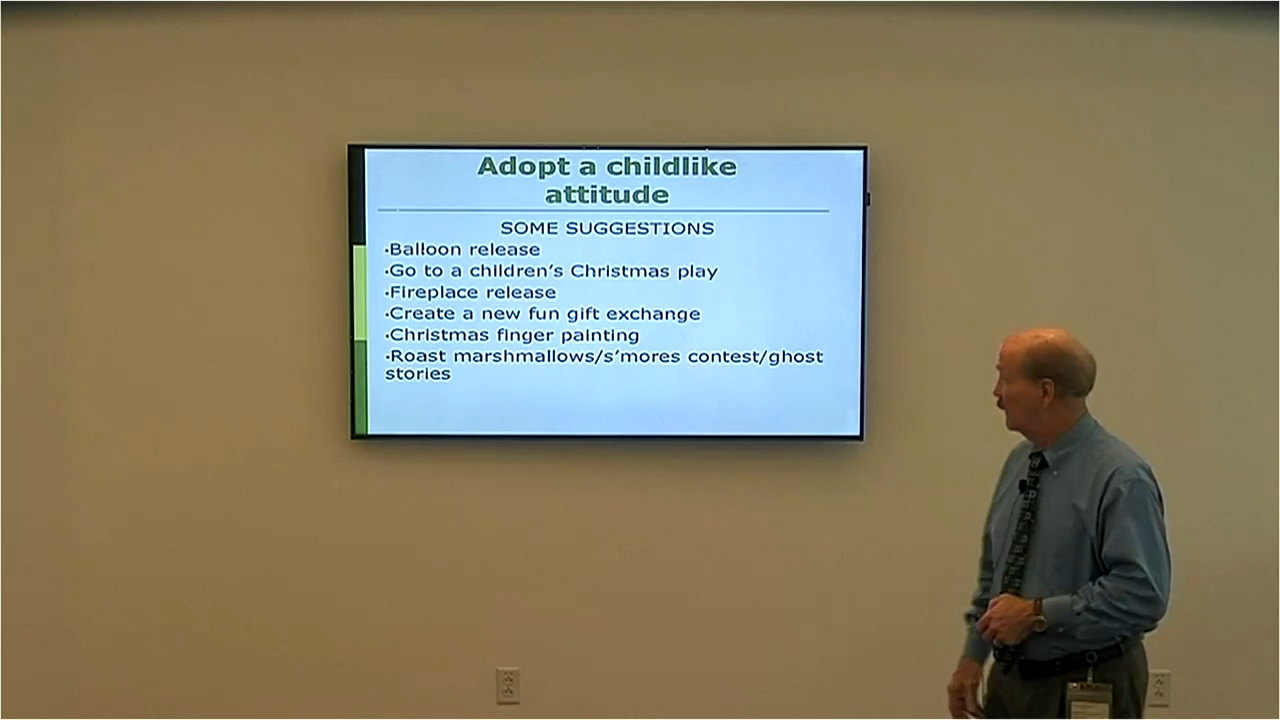 Adopt a childlike
attitude
SOME SUGGESTIONS
·Balloon release
·Go to a children's Christmas play
·Fireplace release
·Create a new fun gift exchange
·Christmas finger painting
·Roast marshmallows/s'mores contest/ghost
stories